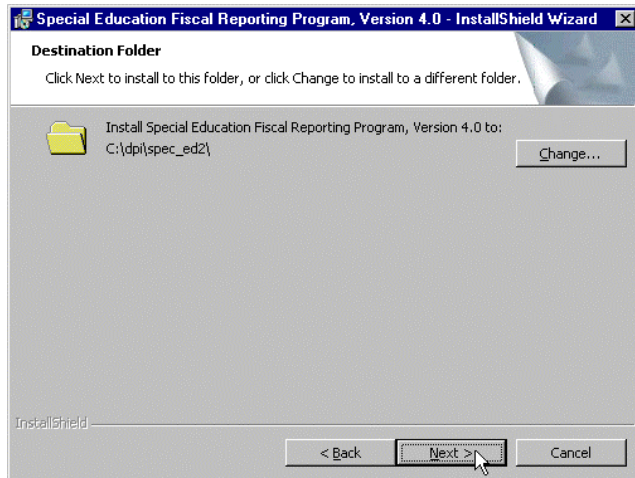 Special Education Fiscal Reporting Program, Version 4.0 - InstallShield Wizard
Destination Folder
Click Next to install to this folder, or click Change to install to a different folder.
Install Special Education Fiscal Reporting Program, Version 4.0 to:
C:\dpi\spec_ed2\
Change...
InstallShield
< Back Next > Cancel